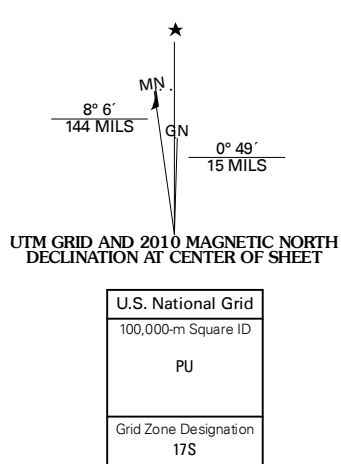 ★
MN
GN
8° 6´
144 MILS
0° 49´
15 MILS
UTM GRID AND 2010 MAGNETIC NORTH
DECLINATION AT CENTER OF SHEET
U.S. National Grid
100,000-m Square ID
PU
Grid Zone Designation
17S